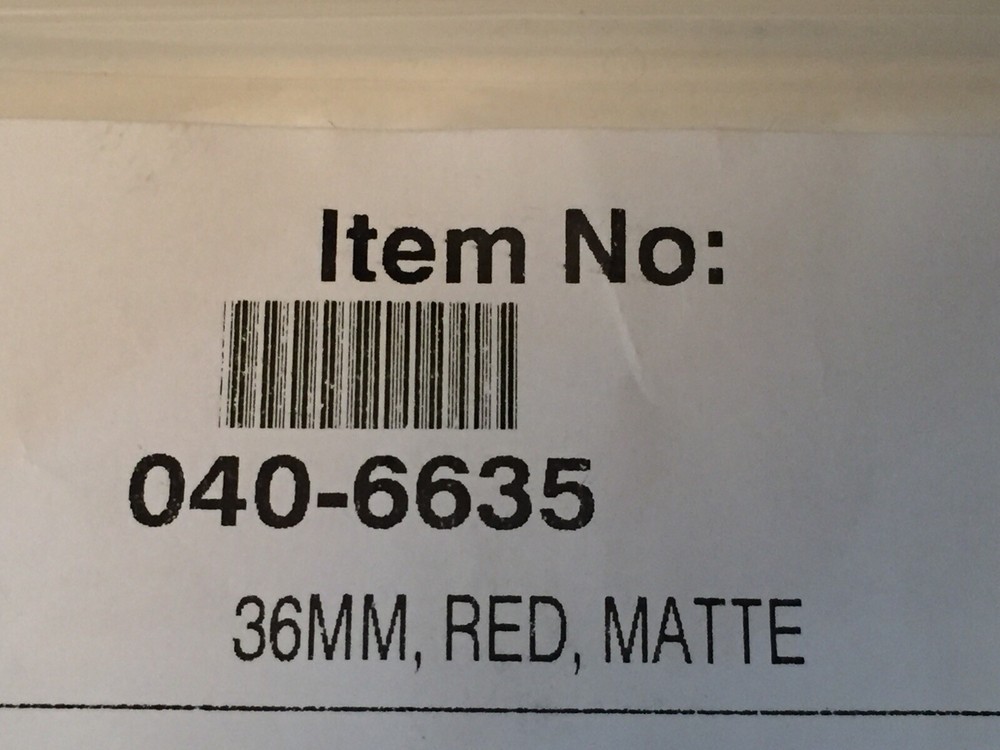 Item No:
040-6635
36MM, RED, MATTE